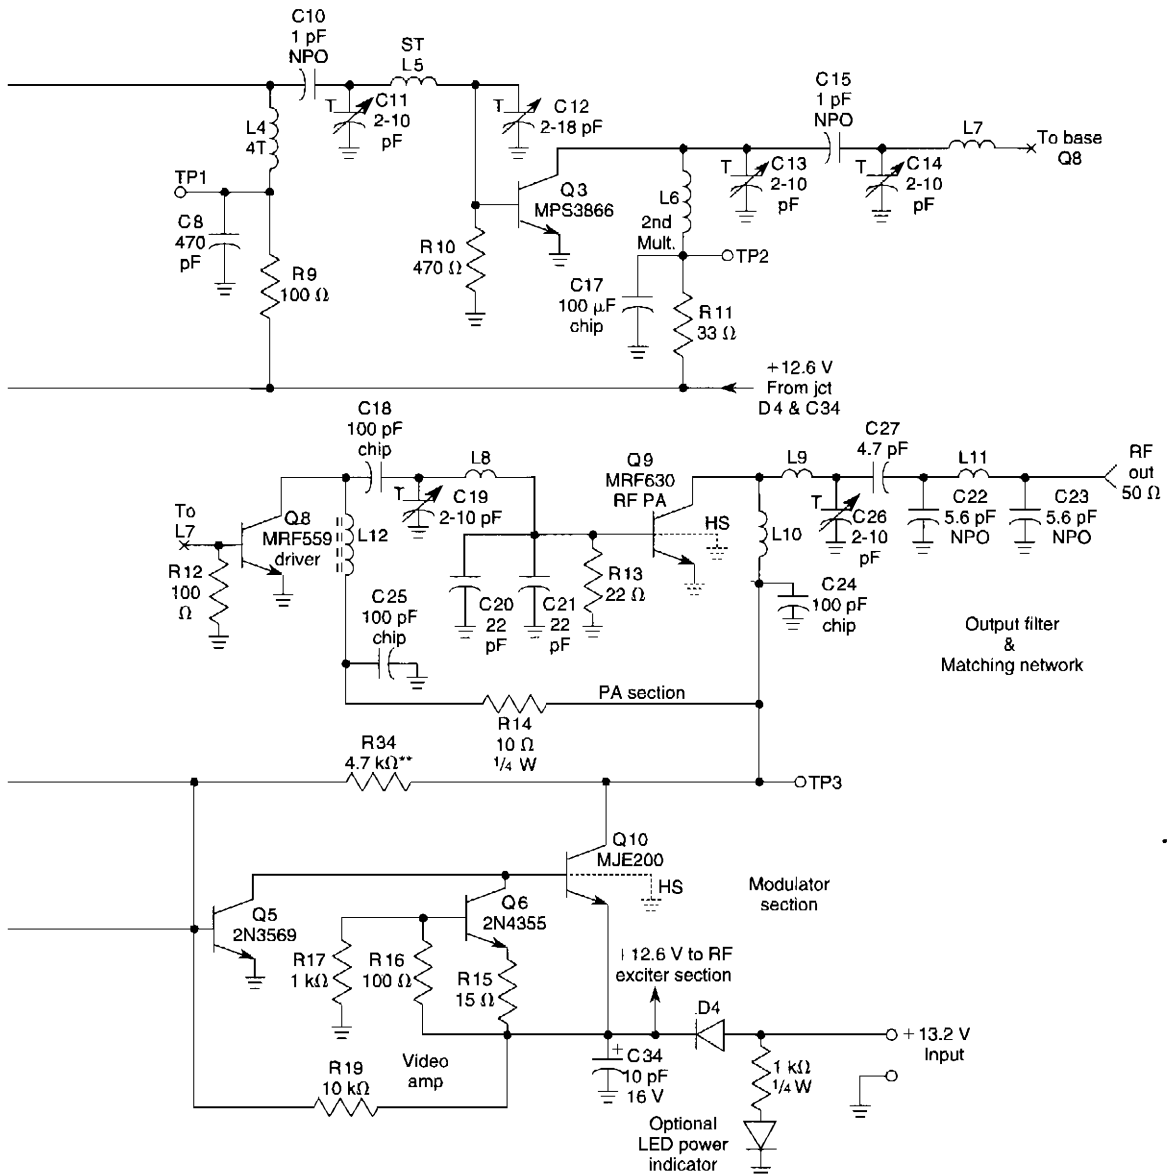 C10
1 pF
NPO
ST
L5
T
C11
2-10
pF
T
C12
2-18 pF
C15
1 pF
NPO
L7
To base
Q8
L4
4T
TP1
C8
470
pF
R9
100 Ω
Q3
MPS3866
R10
470 Ω
L6
2nd
Mult.
T
C13
2-10
pF
T
C14
2-10
pF
TP2
C17
100 µF
chip
R11
33 Ω
+12.6 V
From jct
D4 & C34
C18
100 pF
chip
L8
T
C19
2-10 pF
Q9
MRF630
RF PA
HS
L9
C27
4.7 pF
L11
RF
out
50 Ω
To
L7
Q8
MRF559
driver
L12
R12
100
Ω
C20
22
pF
C21
22
pF
R13
22 Ω
L10
T
C26
2-10
pF
C22
5.6 pF
NPO
C23
5.6 pF
NPO
C25
100 pF
chip
C24
100 pF
chip
Output filter
&
Matching network
PA section
R14
10 Ω
1/4 W
R34
4.7 kΩ**
TP3
Q10
MJE200
HS
Modulator
section
Q5
2N3569
Q6
2N4355
R17
1 kΩ
R16
100 Ω
R15
15 Ω
+12.6 V to RF
exciter section
D4
+ 13.2 V
Input
Video
amp
R19
10 kΩ
+
C34
10 pF
16 V
1 kΩ
1/4 W
Optional
LED power
indicator